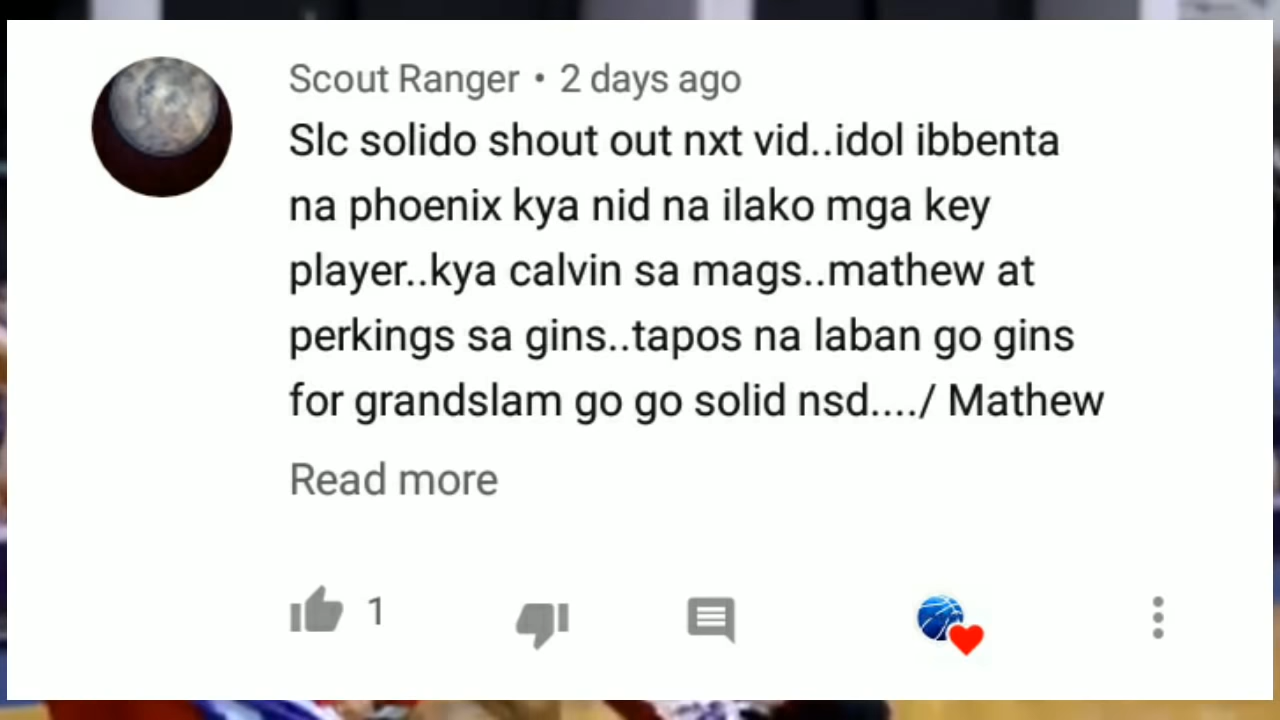 Scout Ranger • 2 days ago
Slc solido shout out nxt vid..idol ibbenta
na phoenix kya nid na ilako mga key
player..kya calvin sa mags..mathew at
perkings sa gins..tapos na laban go gins
for grandslam go go solid nsd..../ Mathew
Read more
1